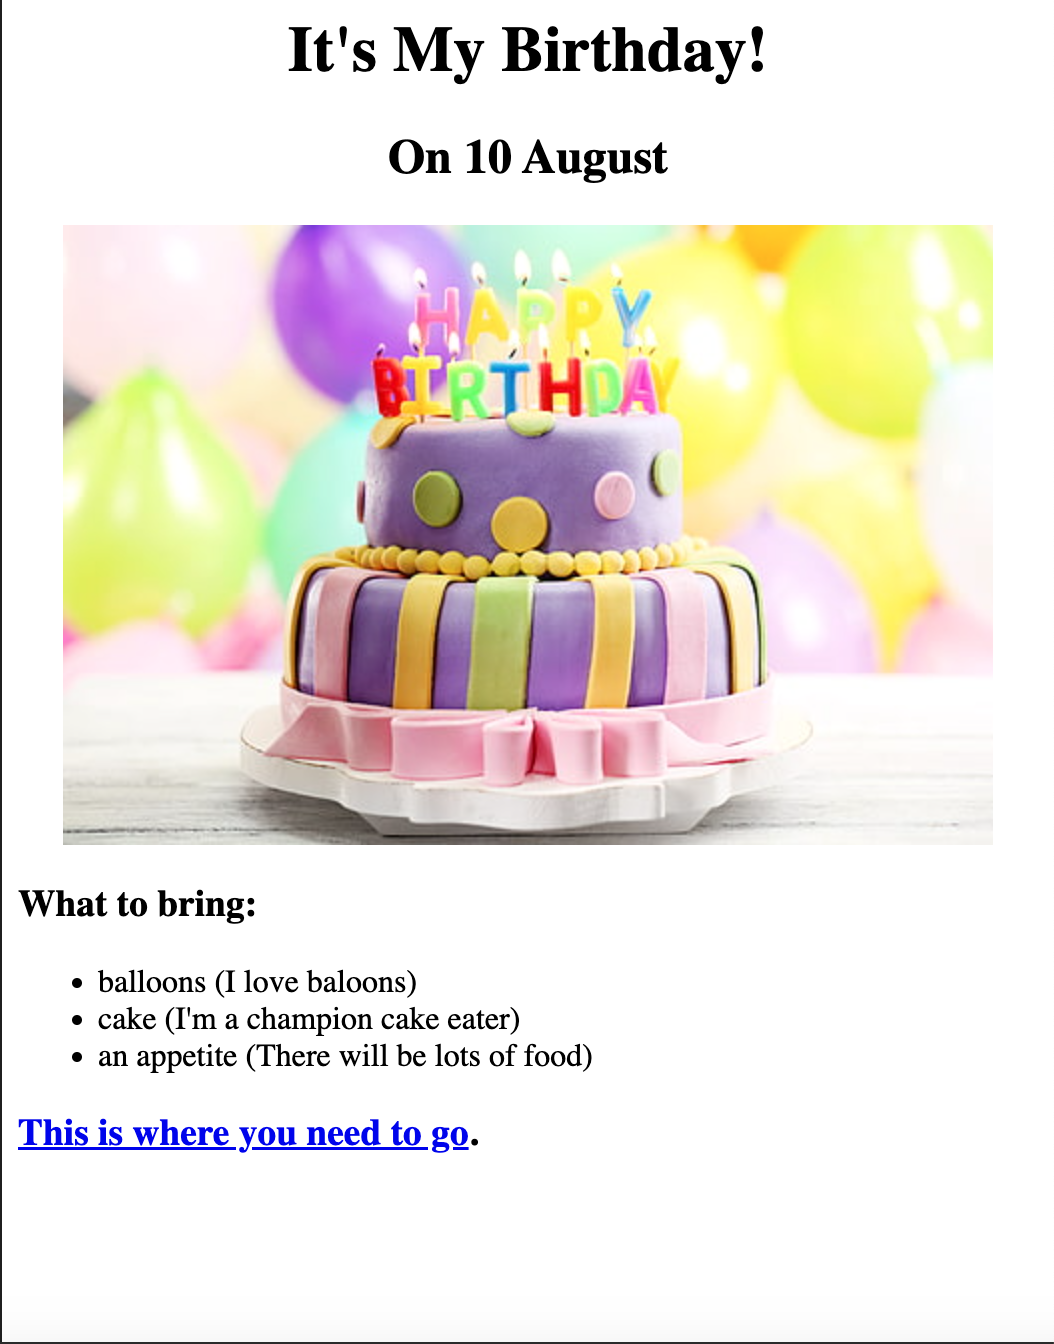 It's My Birthday!
On 10 August
HAPPY
BIRTHDAY
What to bring:
balloons (I love baloons)
cake (I'm a champion cake eater)
an appetite (There will be lots of food)
This is where you need to go.